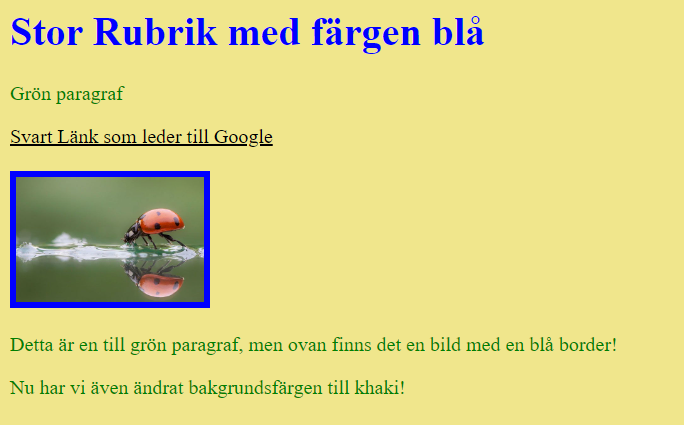 Stor Rubrik med färgen blå
Grön paragraf
Svart Länk som leder till Google
Detta är en till grön paragraf, men ovan finns det en bild med en blå border!
Nu har vi även ändrat bakgrundsfärgen till khaki!